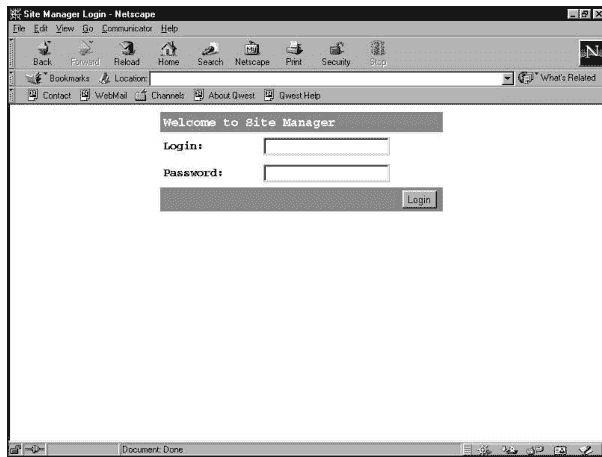 Site Manager Login - Netscape
File Edit View Go Communicator Help
Back Forward Reload Home Search Netscape Print Security Stop
Bookmarks Location: What's Related
Contact WebMail Channels About Qwest Qwest Help
Welcome to Site Manager
Login:
Password:
Login
Document: Done